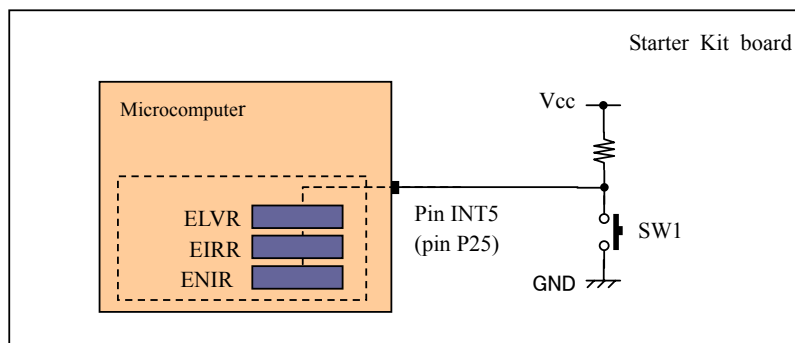 Starter Kit board
Vcc
Microcomputer
ELVR
EIRR
ENIR
Pin INT5
(pin P25)
SW1
GND